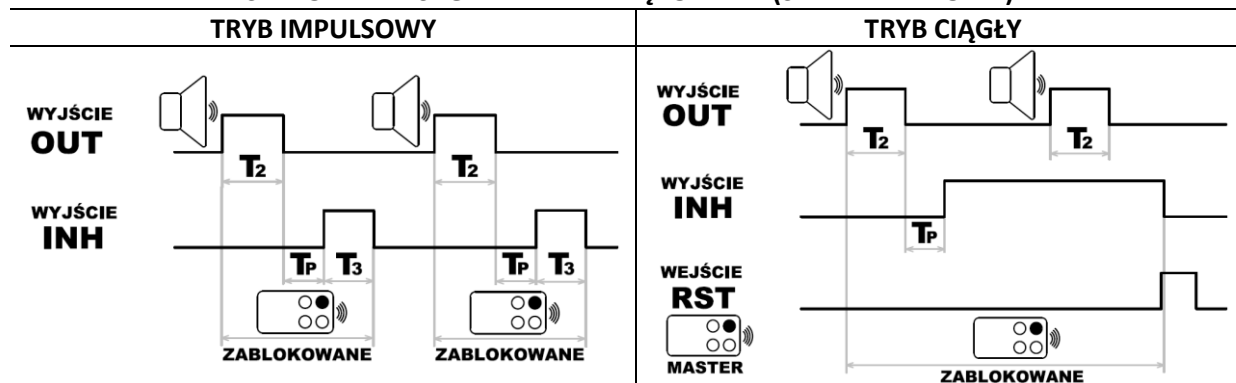 TRYB IMPULSOWY
TRYB CIĄGŁY
WYJŚCIE
OUT
T2
T2
WYJŚCIE
INH
TP
T3
TP
T3
ZABLOKOWANE
ZABLOKOWANE
WYJŚCIE
OUT
T2
T2
WYJŚCIE
INH
TP
WEJŚCIE
RST
MASTER
ZABLOKOWANE